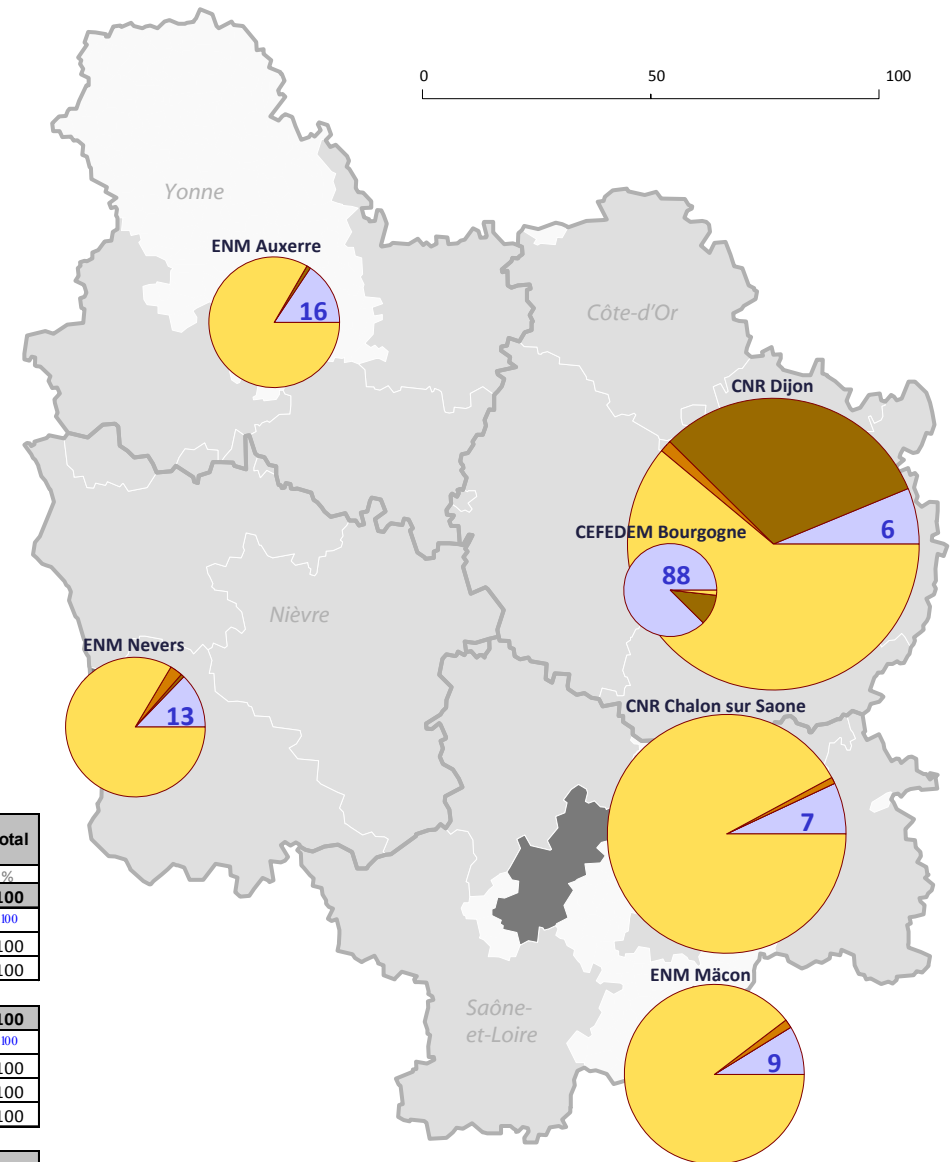 0 50 100
Yonne
ENM Auxerre
16
Côte-d'Or
CNR Dijon
6
CEFEDEM Bourgogne
88
Nièvre
ENM Nevers
13
CNR Chalon sur Saone
7
ENM Mäcon
9
Saône-
et-Loire
otal
%
100
100
100
100
100
100
100
100
100